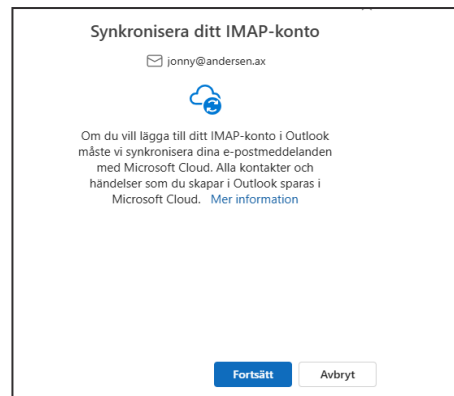 Synkronisera ditt IMAP-konto
jonny@andersen.ax
Om du vill lägga till ditt IMAP-konto i Outlook
måste vi synkronisera dina e-postmeddelanden
med Microsoft Cloud. Alla kontakter och
händelser som du skapar i Outlook sparas i
Microsoft Cloud. Mer information
Fortsätt Avbryt